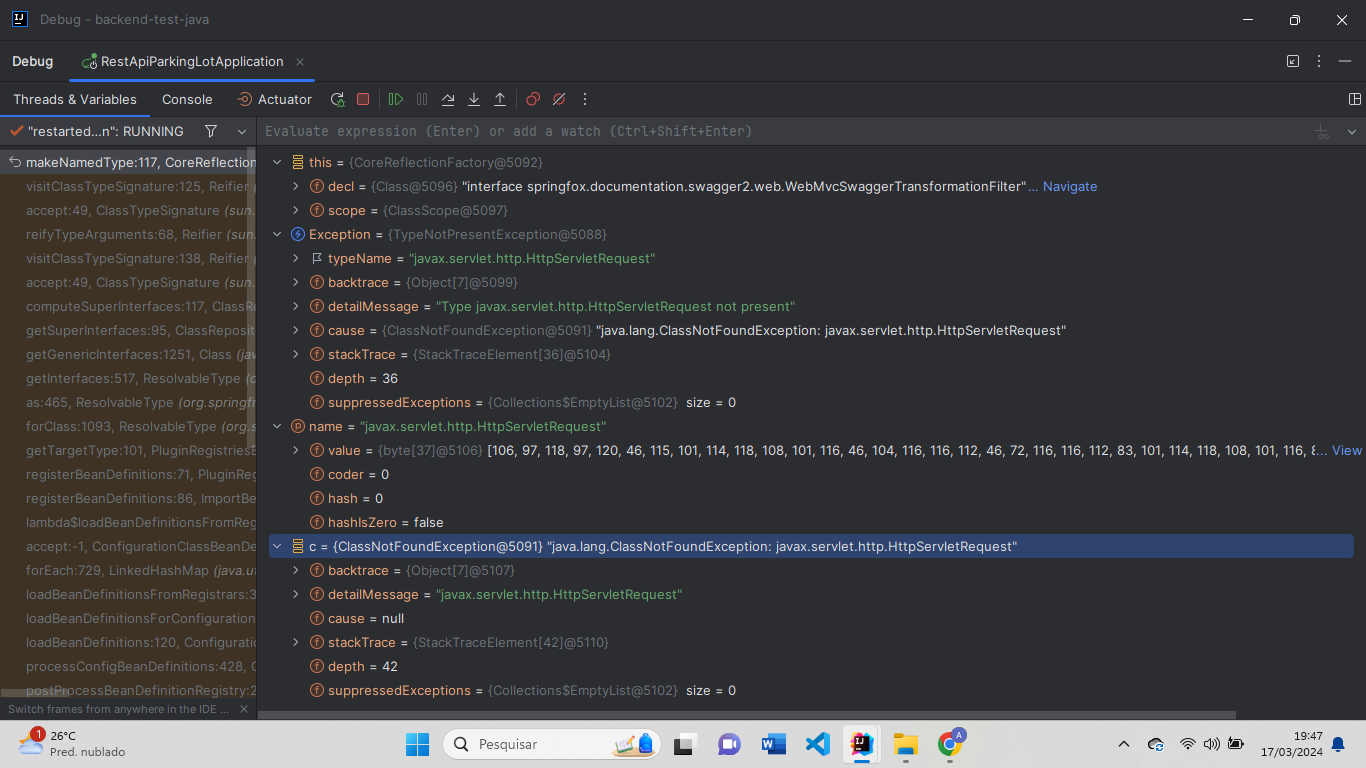 Debug - backend-test-java
Debug RestApiParkingLotApplication
Threads & Variables Console Actuator
"restarted...n": RUNNING
Evaluate expression (Enter) or add a watch (Ctrl+Shift+Enter)
makeNamedType:117, CoreReflection
visitClassTypeSignature:125, Reifier (
accept:49, ClassTypeSignature (sun.
reifyTypeArguments:68, Reifier (sun.
visitClassTypeSignature:138, Reifier (
accept:49, ClassTypeSignature (sun.
computeSuperInterfaces:117, ClassRe
getSuperInterfaces:95, ClassReposit
getGenericInterfaces:1251, Class (jav
getInterfaces:517, ResolvableType (o
as:465, ResolvableType (org.springfr
forClass:1093, ResolvableType (org.s
getTargetType:101, PluginRegistriesB
registerBeanDefinitions:71, PluginReg
registerBeanDefinitions:86, ImportBe
lambda$loadBeanDefinitionsFromReg
accept:-1, ConfigurationClassBeanDe
forEach:729, LinkedHashMap (java.ut
loadBeanDefinitionsFromRegistrars:3
loadBeanDefinitionsForConfiguration
loadBeanDefinitions:120, Configuratio
processConfigBeanDefinitions:428, C
postProcessBeanDefinitionRegistry:2
Switch frames from anywhere in the IDE ...
this = {CoreReflectionFactory@5092}
decl = {Class@5096} "interface springfox.documentation.swagger2.web.WebMvcSwaggerTransformationFilter"... Navigate
scope = {ClassScope@5097}
Exception = {TypeNotPresentException@5088}
typeName = "javax.servlet.http.HttpServletRequest"
backtrace = {Object[7]@5099}
detailMessage = "Type javax.servlet.http.HttpServletRequest not present"
cause = {ClassNotFoundException@5091} "java.lang.ClassNotFoundException: javax.servlet.http.HttpServletRequest"
stackTrace = {StackTraceElement[36]@5104}
depth = 36
suppressedExceptions = {Collections$EmptyList@5102} size = 0
name = "javax.servlet.http.HttpServletRequest"
value = {byte[37]@5106} [106, 97, 118, 97, 120, 46, 115, 101, 114, 118, 108, 101, 116, 46, 104, 116, 116, 112, 46, 72, 116, 116, 112, 83, 101, 114, 118, 108, 101, 116, 8... View
coder = 0
hash = 0
hashIsZero = false
c = {ClassNotFoundException@5091} "java.lang.ClassNotFoundException: javax.servlet.http.HttpServletRequest"
backtrace = {Object[7]@5107}
detailMessage = "javax.servlet.http.HttpServletRequest"
cause = null
stackTrace = {StackTraceElement[42]@5110}
depth = 42
suppressedExceptions = {Collections$EmptyList@5102} size = 0
1
26°C
Pred. nublado
Pesquisar
A
19:47
17/03/2024